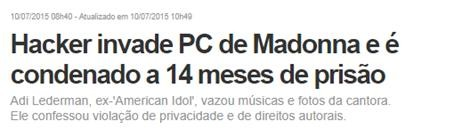 10/07/2015 08h40 - Atualizado em 10/07/2015 10h49
Hacker invade PC de Madonna e é
condenado a 14 meses de prisão
Adi Lederman, ex-'American Idol', vazou músicas e fotos da cantora.
Ele confessou violação de privacidade e de direitos autorais.